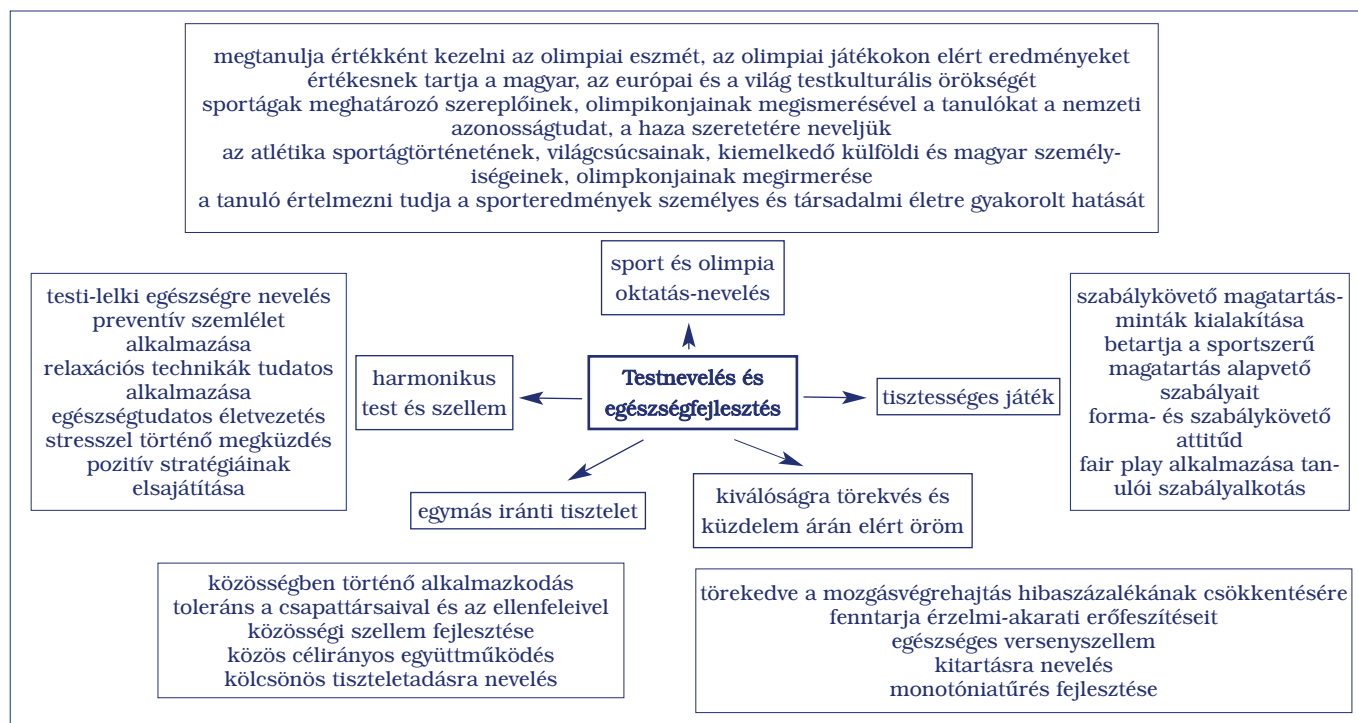 megtanulja értékként kezelni az olimpiai eszmét, az olimpiai játékokon elért eredményeket
értékesnek tartja a magyar, az európai és a világ testkulturális örökségét
sportágak meghatározó szereplőinek, olimpikonjainak megismerésével a tanulókat a nemzeti
azonosságtudat, a haza szeretetére neveljük
az atlétika sportágtörténetének, világcsúcsainak, kiemelkedő külföldi és magyar személy-
iségeinek, olimpkonjainak megirmerése
a tanuló értelmezni tudja a sporteredmények személyes és társadalmi életre gyakorolt hatását
sport és olimpia
oktatás-nevelés
testi-lelki egészségre nevelés
preventív szemlélet
alkalmazása
relaxációs technikák tudatos
alkalmazása
egészségtudatos életvezetés
stresszel történő megküzdés
pozitív stratégiáinak
elsajátítása
harmonikus
test és szellem
Testnevelés és
egészségfejlesztés
tisztességes játék
szabálykövető magatartás-
minták kialakítása
betartja a sportszerű
magatartás alapvető
szabályait
forma- és szabálykövető
attitűd
fair play alkalmazása tan-
ulói szabályalkotás
egymás iránti tisztelet
kiválóságra törekvés és
küzdelem árán elért öröm
közösségben történő alkalmazkodás
toleráns a csapattársaival és az ellenfeleivel
közösségi szellem fejlesztése
közös célirányos együttműködés
kölcsönös tiszteletadásra nevelés
törekedve a mozgásvégrehajtás hibaszázalékának csökkentésére
fenntarja érzelmi-akarati erőfeszítéseit
egészséges versenyszellem
kitartásra nevelés
monotóniatűrés fejlesztése